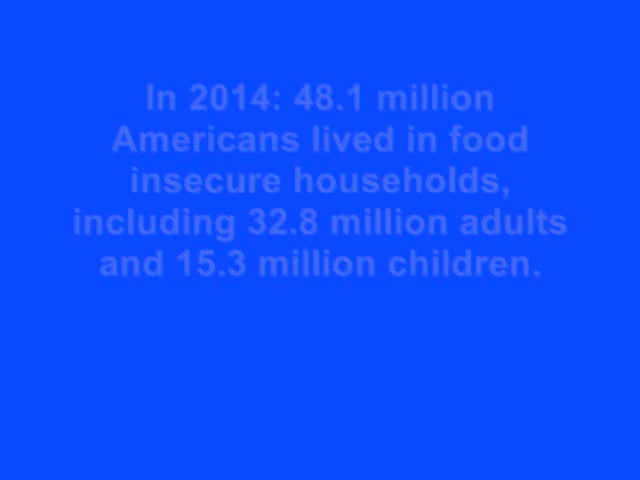 In 2014: 48.1 million
Americans lived in food
insecure households,
including 32.8 million adults
and 15.3 million children.